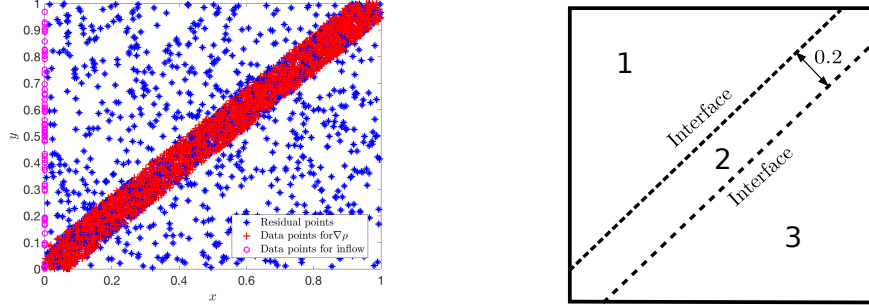 1
0.9
0.8
0.7
0.6
0.5
0.4
0.3
0.2
0.1
0
y
0 0.2 0.4 0.6 0.8 1
x
Residual points
Data points for∇ρ
Data points for inflow
1
0.2
Interface
2
Interface
3